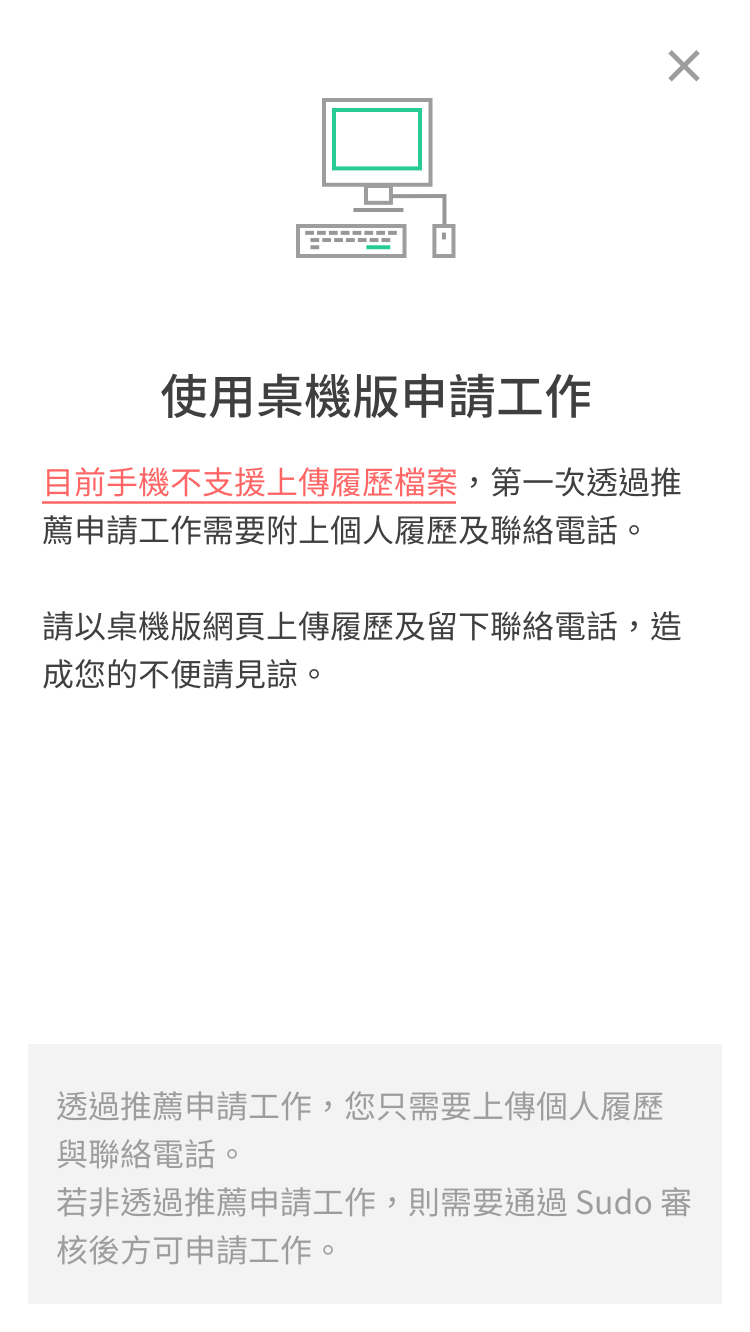 使用桌機版申請工作
目前手機不支援上傳履歷檔案，第一次透過推
薦申請工作需要附上個人履歷及聯絡電話。
請以桌機版網頁上傳履歷及留下聯絡電話，造
成您的不便請見諒。
透過推薦申請工作，您只需要上傳個人履歷
與聯絡電話。
若非透過推薦申請工作，則需要通過 Sudo 審
核後方可申請工作。